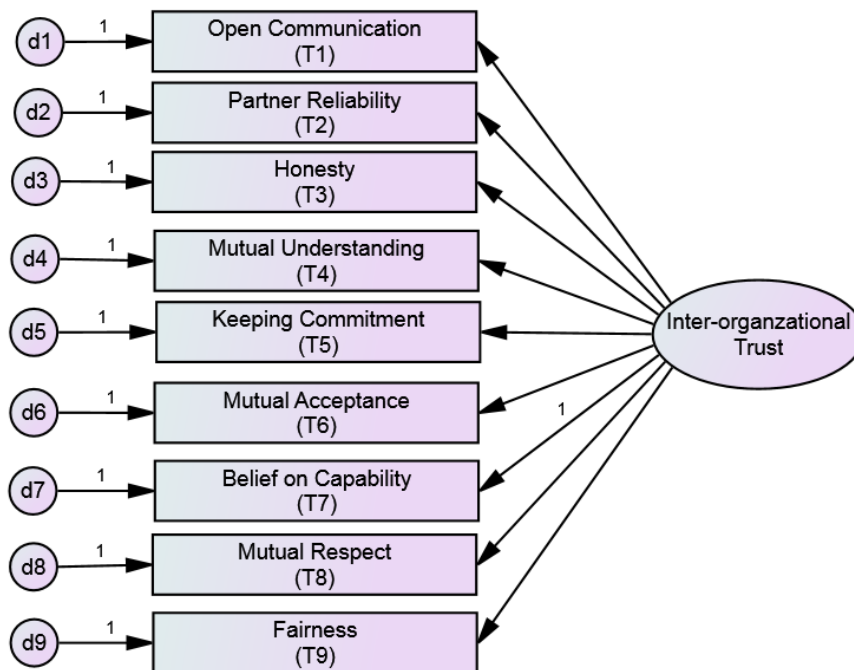 d1
1
Open Communication
(T1)
d2
1
Partner Reliability
(T2)
d3
1
Honesty
(T3)
d4
1
Mutual Understanding
(T4)
d5
1
Keeping Commitment
(T5)
d6
1
Mutual Acceptance
(T6)
d7
1
Belief on Capability
(T7)
d8
1
Mutual Respect
(T8)
d9
1
Fairness
(T9)
1
Inter-organzational
Trust